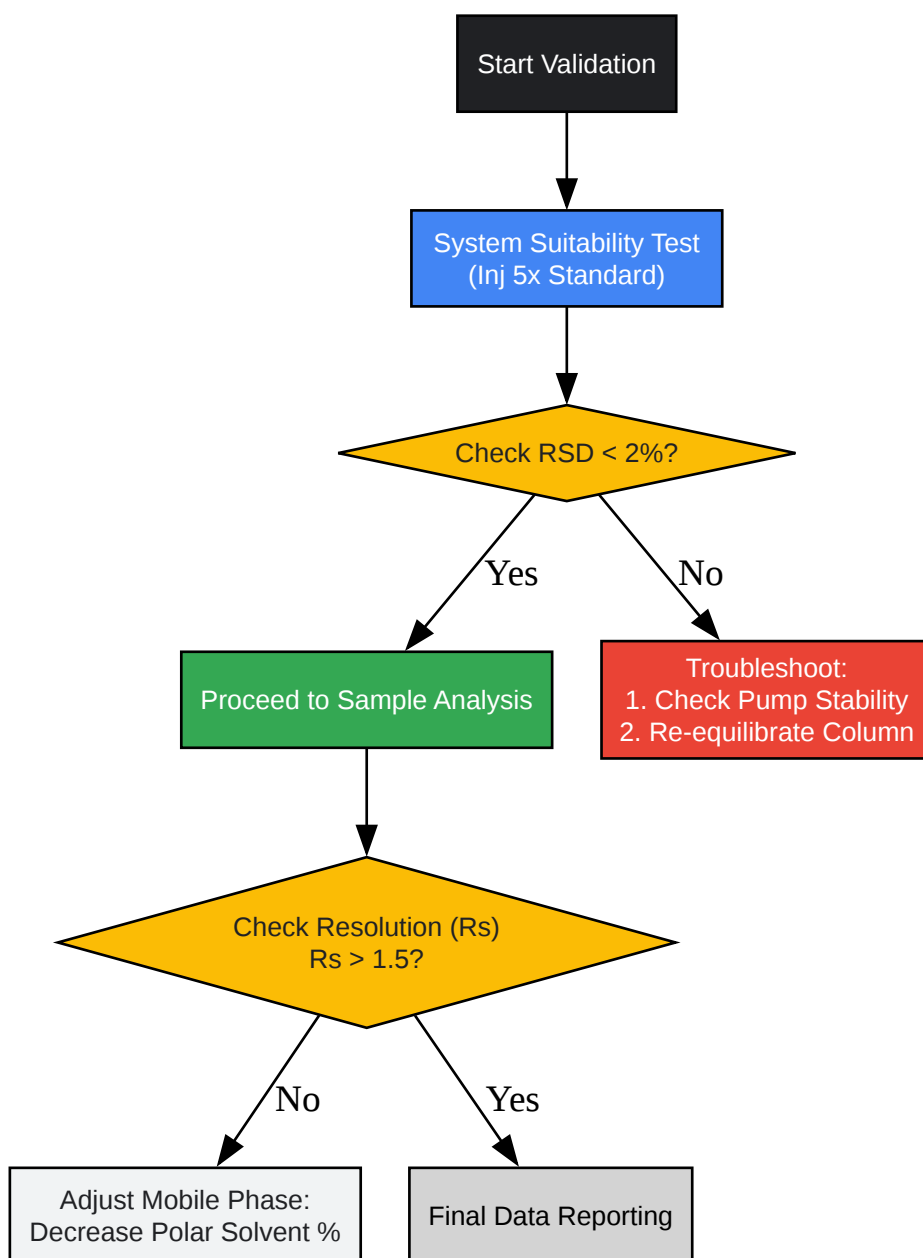 Start Validation
System Suitability Test
(Inj 5x Standard)
Check RSD < 2%?
Yes
No
Proceed to Sample Analysis
Troubleshoot:
1. Check Pump Stability
2. Re-equilibrate Column
Check Resolution (Rs)
Rs > 1.5?
No
Yes
Adjust Mobile Phase:
Decrease Polar Solvent %
Final Data Reporting